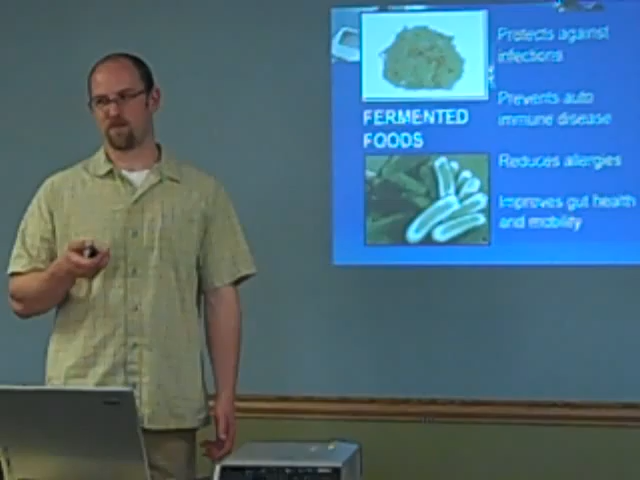 Protects against
infections
Prevents auto
immune disease
FERMENTED
FOODS
Reduces allergies
Improves gut health
and mobility